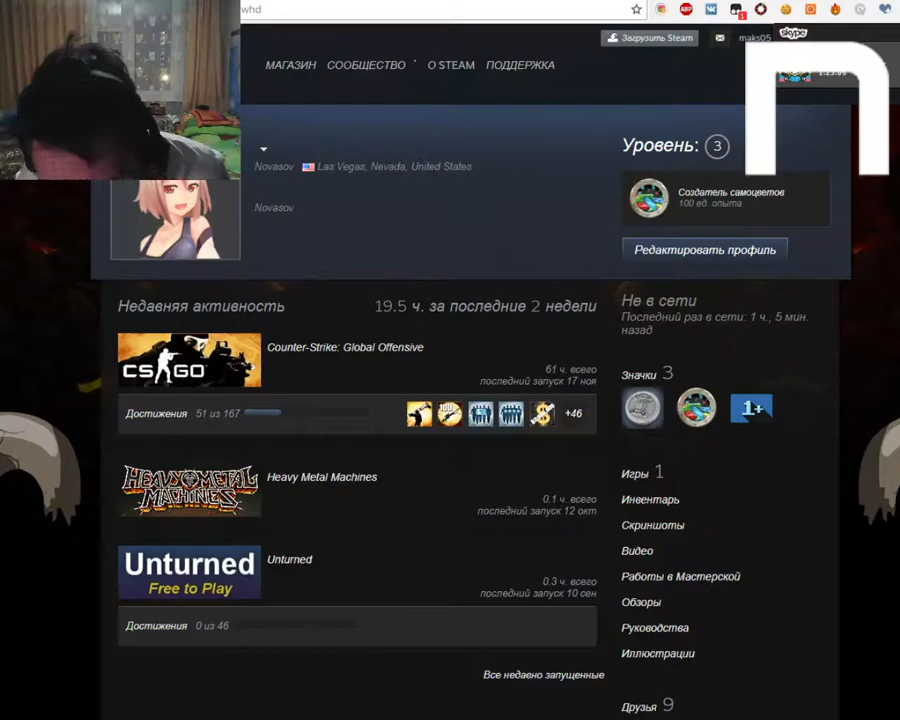 whd
ABP
1
Загрузить Steam
maks05
skype
МАГАЗИН СООБЩЕСТВО О STEAM ПОДДЕРЖКА
Novasov Las Vegas, Nevada, United States
Novasov
Уровень: 3
Создатель самоцветов
100 ед. опыта
Редактировать профиль
Недавняя активность 19.5 ч. за последние 2 недели
CS GO
Counter-Strike: Global Offensive
61 ч. всего
последний запуск 17 ноя
Достижения 51 из 167
100
+46
HEAVY METAL
MACHINES
Heavy Metal Machines
0.1 ч. всего
последний запуск 12 окт
Unturned
Free to Play
Unturned
0.3 ч. всего
последний запуск 10 сен
Достижения 0 из 46
Все недавно запущенные
Не в сети
Последний раз в сети: 1 ч., 5 мин.
назад
Значки 3
1+
Игры 1
Инвентарь
Скриншоты
Видео
Работы в Мастерской
Обзоры
Руководства
Иллюстрации
Друзья 9